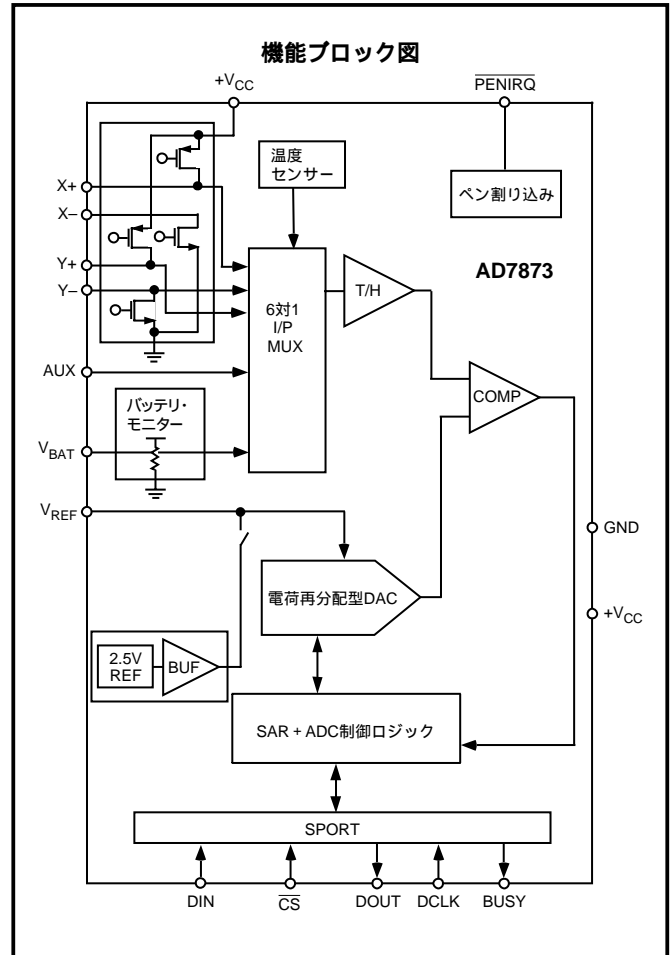 機能ブロック図
+VCC
PENIRQ
温度
センサー
ペン割り込み
X+
X–
Y+
Y–
AD7873
T/H
6対1
I/P
MUX
COMP
AUX
バッテリ・
モニター
VBAT
VREF
GND
電荷再分配型DAC
+VCC
2.5V
REF
BUF
SAR + ADC制御ロジック
SPORT
DIN
CS
DOUT
DCLK
BUSY